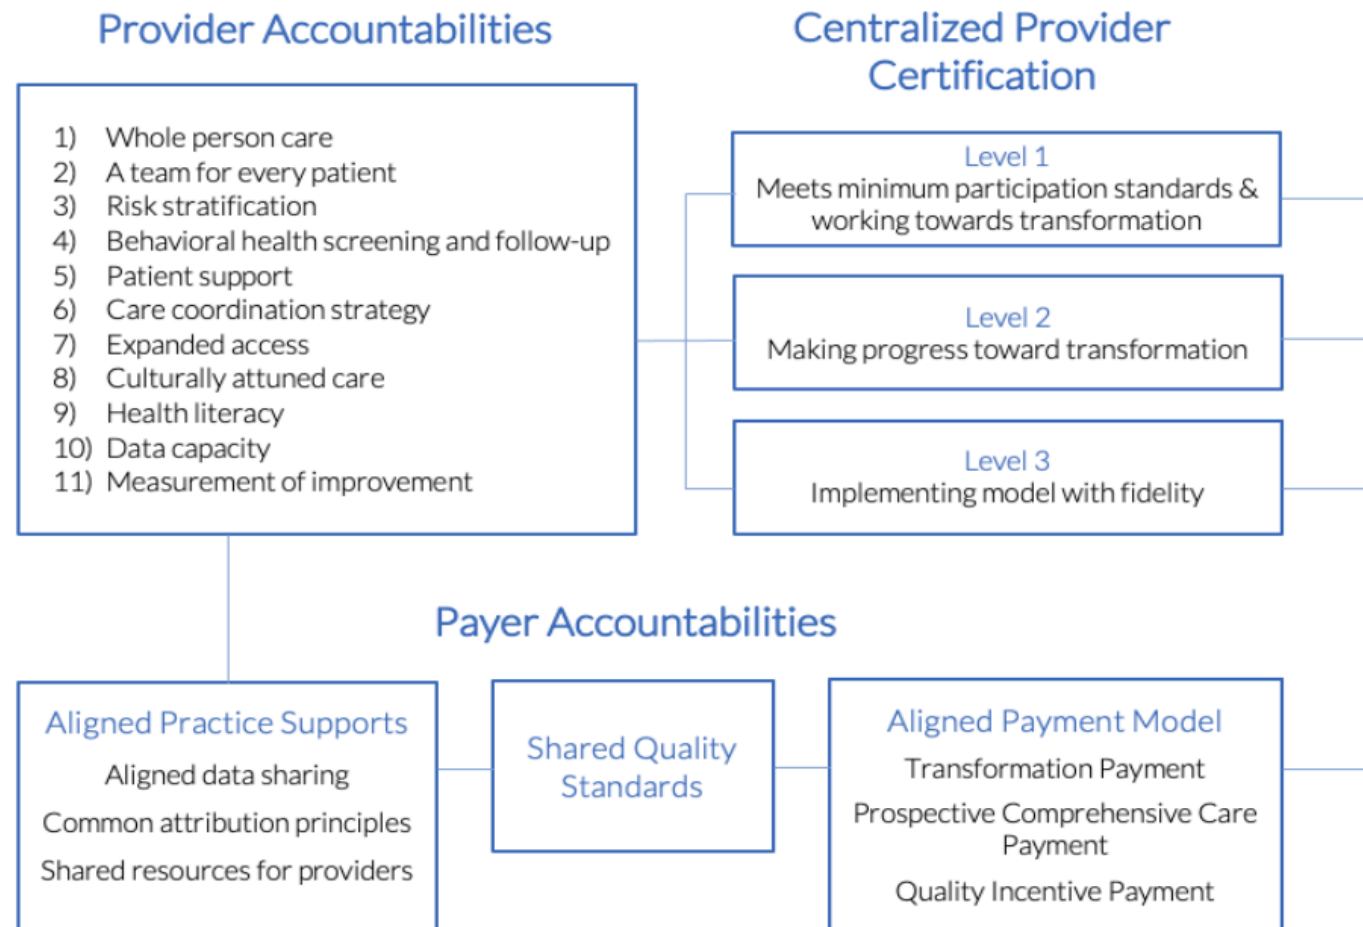 Provider Accountabilities
1) Whole person care
2) A team for every patient
3) Risk stratification
4) Behavioral health screening and follow-up
5) Patient support
6) Care coordination strategy
7) Expanded access
8) Culturally attuned care
9) Health literacy
10) Data capacity
11) Measurement of improvement
Centralized Provider
Certification
Level 1
Meets minimum participation standards &
working towards transformation
Level 2
Making progress toward transformation
Level 3
Implementing model with fidelity
Payer Accountabilities
Aligned Practice Supports
Aligned data sharing
Common attribution principles
Shared resources for providers
Shared Quality
Standards
Aligned Payment Model
Transformation Payment
Prospective Comprehensive Care
Payment
Quality Incentive Payment